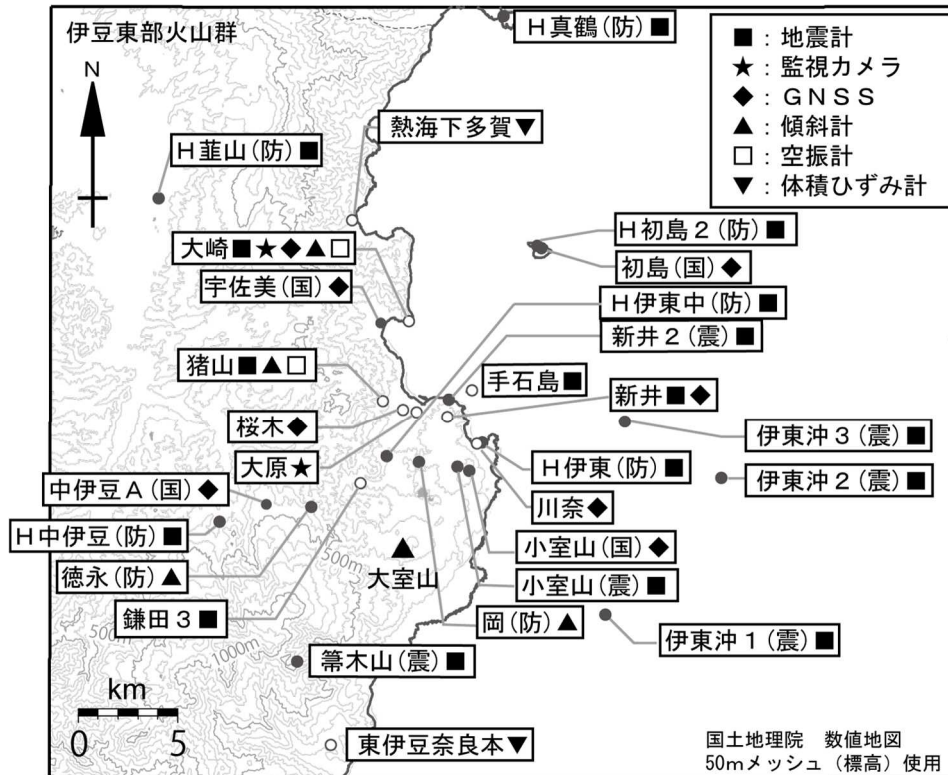 伊豆東部火山群
N
H真鶴(防)■
■：地震計
★：監視カメラ
◆：GNSS
▲：傾斜計
□：空振計
▼：体積ひずみ計
熱海下多賀▼
H韮山(防)■
H初島2(防)■
初島(国)◆
大崎■★◆▲□
宇佐美(国)◆
H伊東中(防)■
新井2(震)■
猪山■▲□
手石島■
新井■◆
桜木◆
伊東沖3(震)■
大原★
H伊東(防)■
伊東沖2(震)■
中伊豆A(国)◆
川奈◆
H中伊豆(防)■
小室山(国)◆
500m
大室山
徳永(防)▲
小室山(震)■
鎌田3■
岡(防)▲
伊東沖1(震)■
500m
1000m
箒木山(震)■
km
0 5
東伊豆奈良本▼
国土地理院 数値地図
50mメッシュ（標高）使用